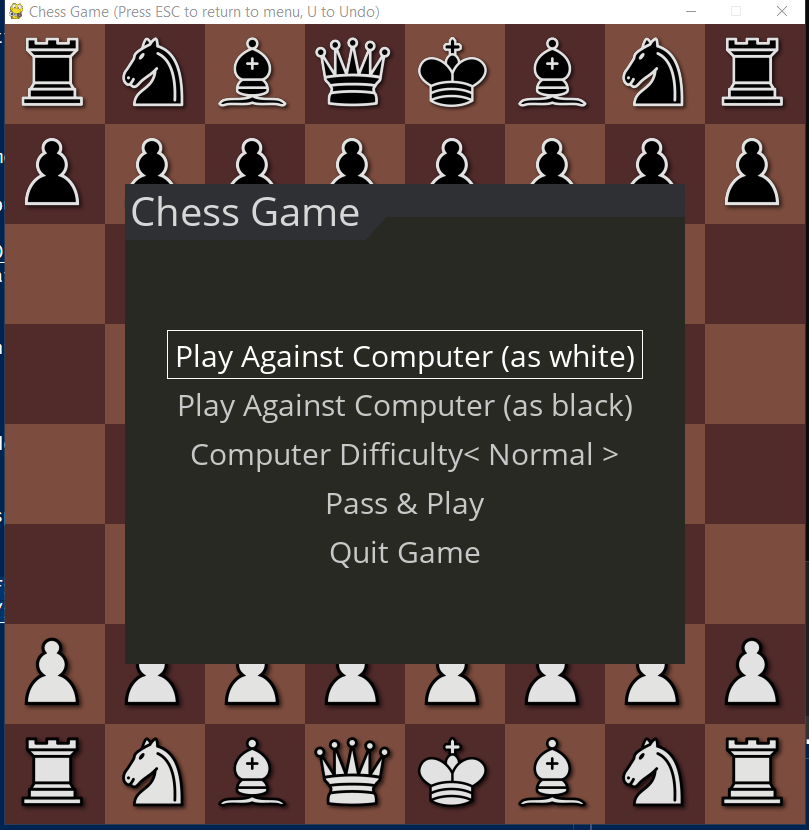 Chess Game (Press ESC to return to menu, U to Undo)
Chess Game
Play Against Computer (as white)
Play Against Computer (as black)
Computer Difficulty< Normal >
Pass & Play
Quit Game